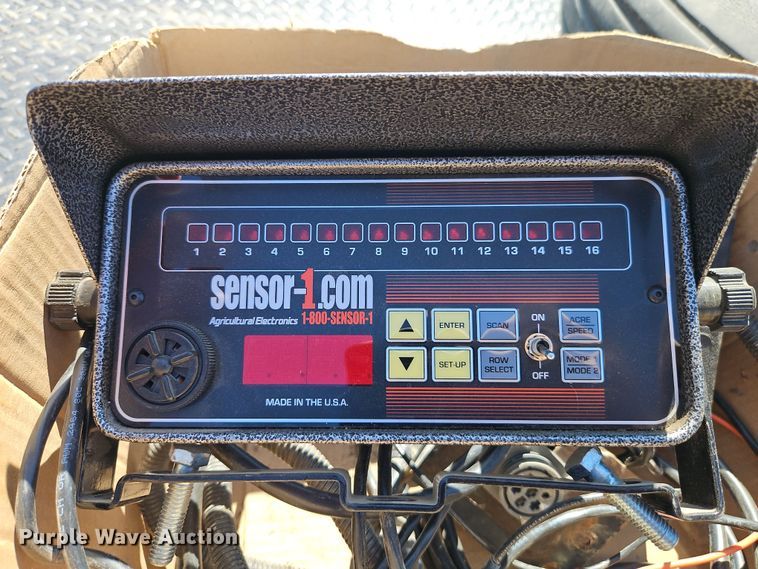 1 2 3 4 5 6 7 8 9 10 11 12 13 14 15 16
sensor-1.com
Agricultural Electronics 1-800-SENSOR-1
MADE IN THE U.S.A.
▲ ENTER SCAN
▼ SET-UP ROW SELECT
ON
OFF
ACRE
SPEED
MODE 1
MODE 2
Purple Wave Auction